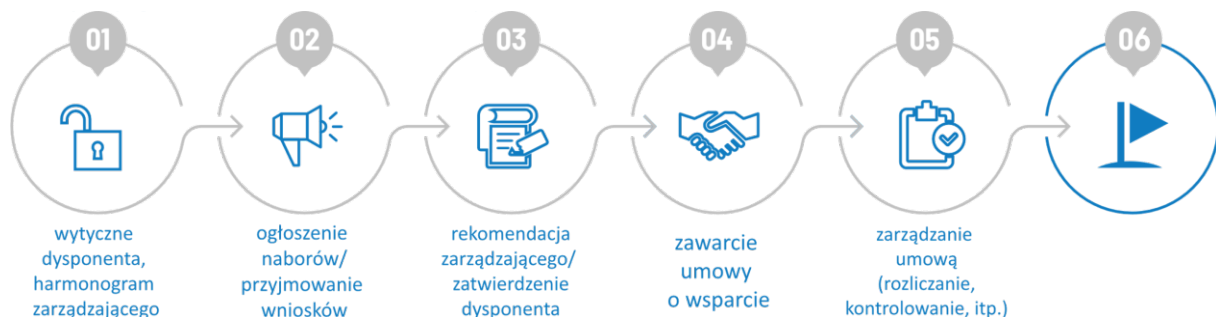 01
02
03
04
05
06
wytyczne
dysponenta,
harmonogram
zarządzającego
ogłoszenie
naborów/
przyjmowanie
wniosków
rekomendacja
zarządzającego/
zatwierdzenie
dysponenta
zawarcie
umowy
o wsparcie
zarządzanie
umową
(rozliczanie,
kontrolowanie, itp.)